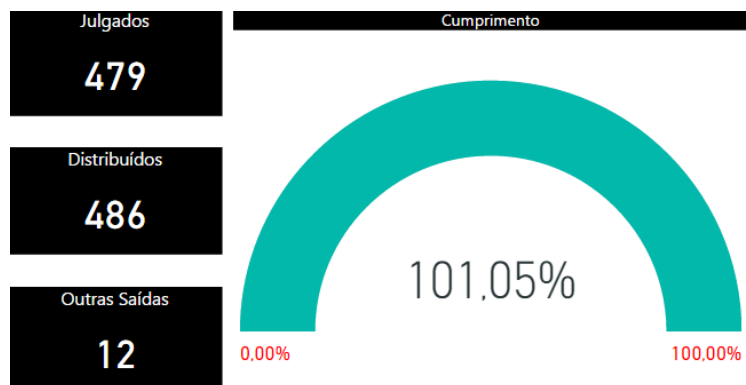 Julgados
479
Distribuídos
486
Outras Saídas
12
Cumprimento
101,05%
0,00%
100,00%